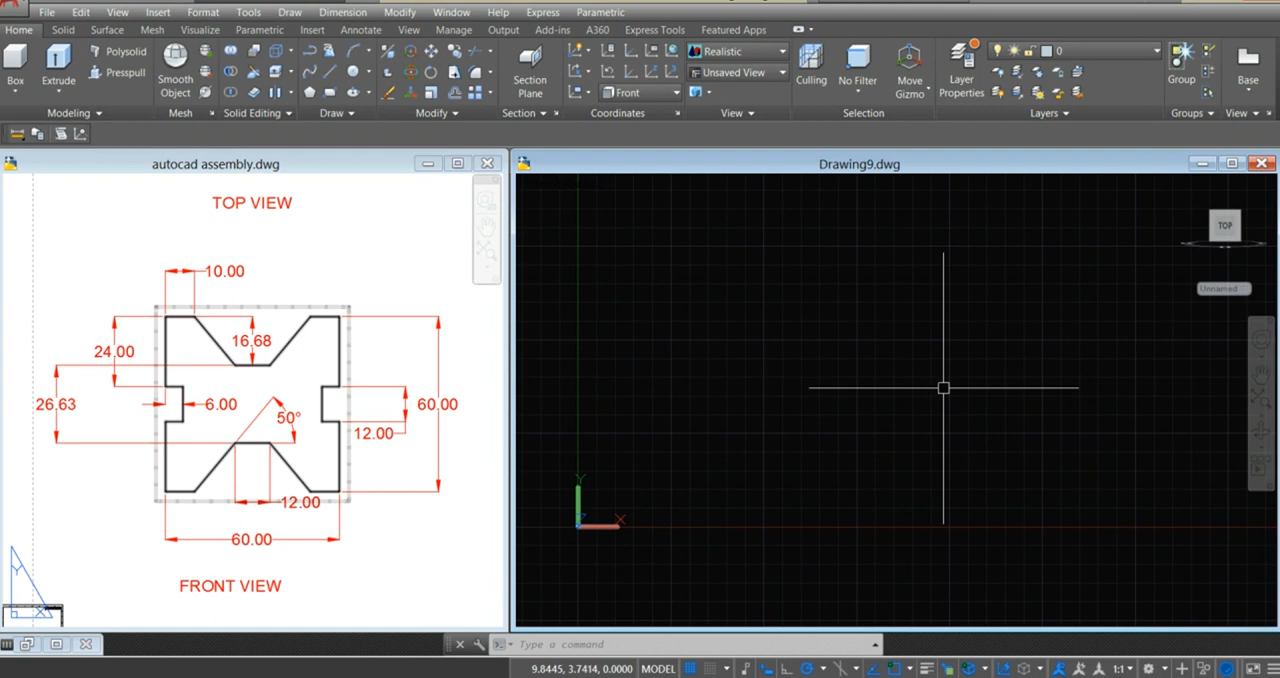 File Edit View Insert Format Tools Draw Dimension Modify Window Help Express Parametric
Home Solid Surface Mesh Visualize Parametric Insert Annotate View Manage Output Add-ins A360 Express Tools Featured Apps
Box
Extrude
Polysolid
Presspull
Smooth Object
Section Plane
Realistic
Unsaved View
Front
Culling
No Filter
Move Gizmo
Layer Properties
0
Group
Base
Modeling Mesh Solid Editing Draw Modify Section Coordinates View Selection Layers Groups View
autocad assembly.dwg
Drawing9.dwg
TOP VIEW
TOP
Unnamed
10.00
16.68
24.00
26.63
6.00
50°
60.00
12.00
12.00
60.00
FRONT VIEW
Y
X
Y
X
Type a command
9.8445, 3.7414, 0.0000 MODEL
1:1